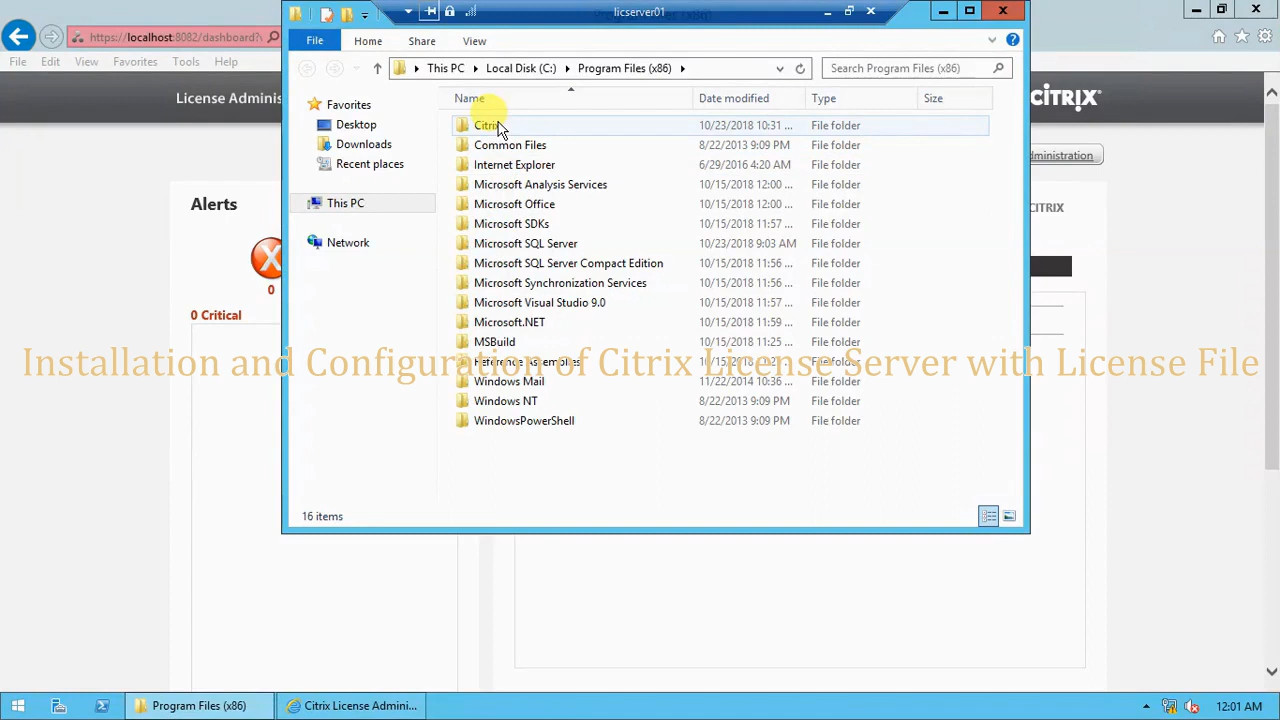 licserver01
https://localhost:8082/dashboard?
File Edit View Favorites Tools Help
License Adminis
CITRIX
ministration
Alerts
CITRIX
0
0 Critical
File Home Share View
This PC Local Disk (C:) Program Files (x86)
Search Program Files (x86)
Favorites
Desktop
Downloads
Recent places
This PC
Network
Name Date modified Type Size
Citrix 10/23/2018 10:31 ... File folder
Common Files 8/22/2013 9:09 PM File folder
Internet Explorer 6/29/2016 4:20 AM File folder
Microsoft Analysis Services 10/15/2018 12:00 ... File folder
Microsoft Office 10/15/2018 12:00 ... File folder
Microsoft SDKs 10/15/2018 11:57 ... File folder
Microsoft SQL Server 10/23/2018 9:03 AM File folder
Microsoft SQL Server Compact Edition 10/15/2018 11:56 ... File folder
Microsoft Synchronization Services 10/15/2018 11:56 ... File folder
Microsoft Visual Studio 9.0 10/15/2018 11:57 ... File folder
Microsoft.NET 10/15/2018 11:59 ... File folder
MSBuild 10/15/2018 11:25 ... File folder
Installation and Configuration of Citrix License Server with License File
Windows Mail 11/22/2014 10:36 ... File folder
Windows NT 8/22/2013 9:09 PM File folder
WindowsPowerShell 8/22/2013 9:09 PM File folder
16 items
Program Files (x86)
Citrix License Admini...
12:01 AM